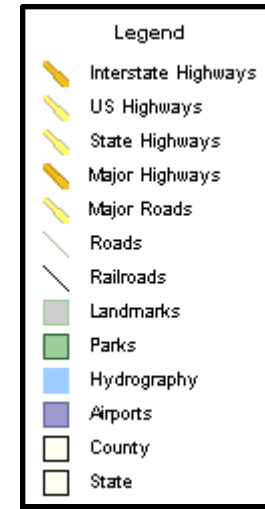 Legend
Interstate Highways
US Highways
State Highways
Major Highways
Major Roads
Roads
Railroads
Landmarks
Parks
Hydrography
Airports
County
State